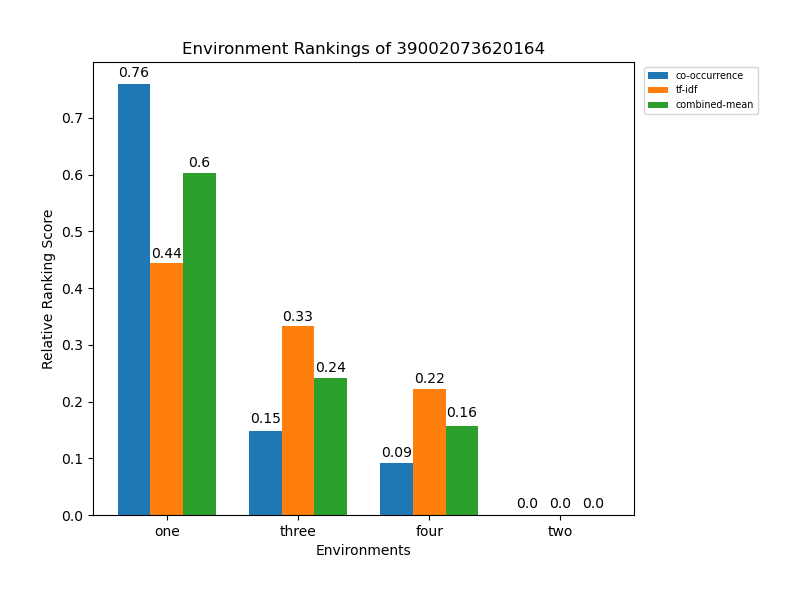 Environment Rankings of 39002073620164
co-occurrence
tf-idf
combined-mean
Relative Ranking Score
0.7
0.6
0.5
0.4
0.3
0.2
0.1
0.0
0.76
0.44
0.6
0.15
0.33
0.24
0.09
0.22
0.16
0.0 0.0 0.0
one three four two
Environments